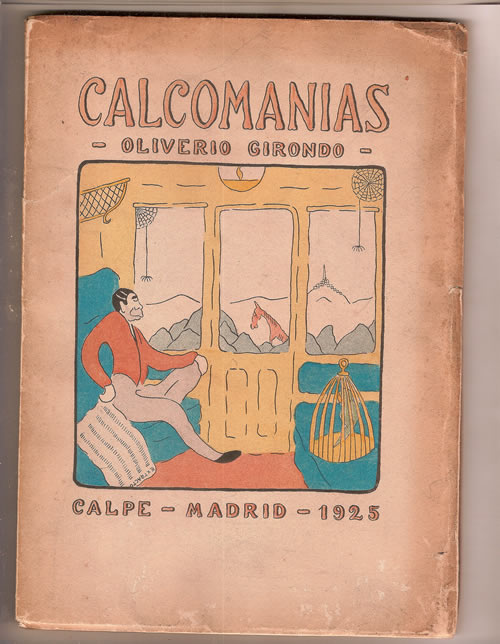 CALCOMANIAS
- OLIVERIO GIRONDO -
CALPE - MADRID - 1925